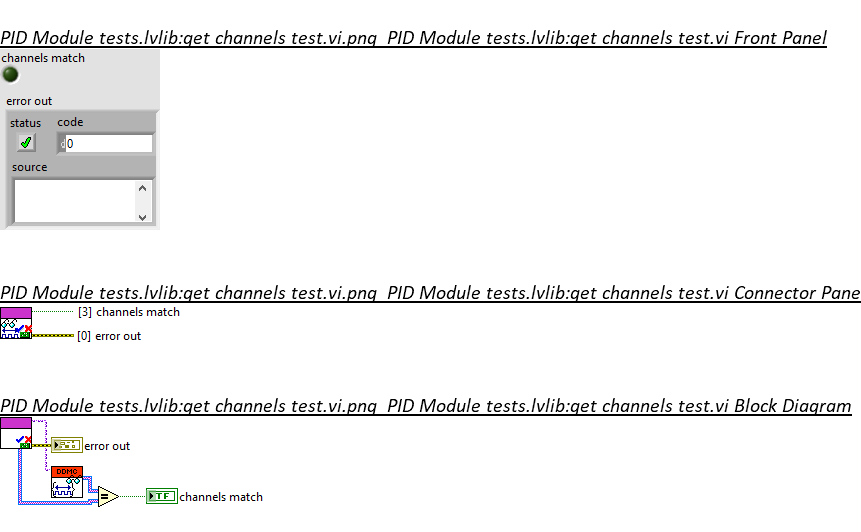 PID Module tests.lvlib:get channels test.vi.png PID Module tests.lvlib:get channels test.vi Front Panel
channels match
error out
status code
0
source
PID Module tests.lvlib:get channels test.vi.png PID Module tests.lvlib:get channels test.vi Connector Pane
[3] channels match
[0] error out
PID Module tests.lvlib:get channels test.vi.png PID Module tests.lvlib:get channels test.vi Block Diagram
error out
DDMC
=
TF channels match